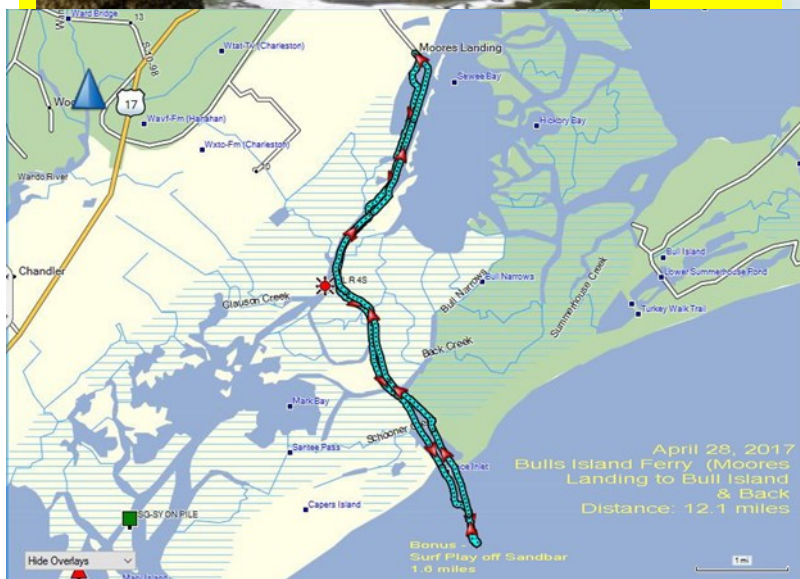 Ward Bridge
13
S-10-98
Wtat-Tv (Charleston)
Moores Landing
Sewee Bay
17
Wavf-Fm (Hanahan)
Hickory Bay
Wxto-Fm (Charleston)
Wando River
Bull Island
Chandler
Lower Summerhouse Pond
R 4S
Bull Narrows
Bull Narrows
Clauson Creek
Summerhouse Creek
Turkey Walk Trail
Back Creek
Mark Bay
Schooner Creek
Santee Pass
Inlet
Capers Island
SG-SY ON PILE
April 28, 2017
Bulls Island Ferry (Moores
Landing to Bull Island
& Back
Distance: 12.1 miles
Bonus -
Surf Play off Sandbar
1.6 miles
Hide Overlays
1 mi